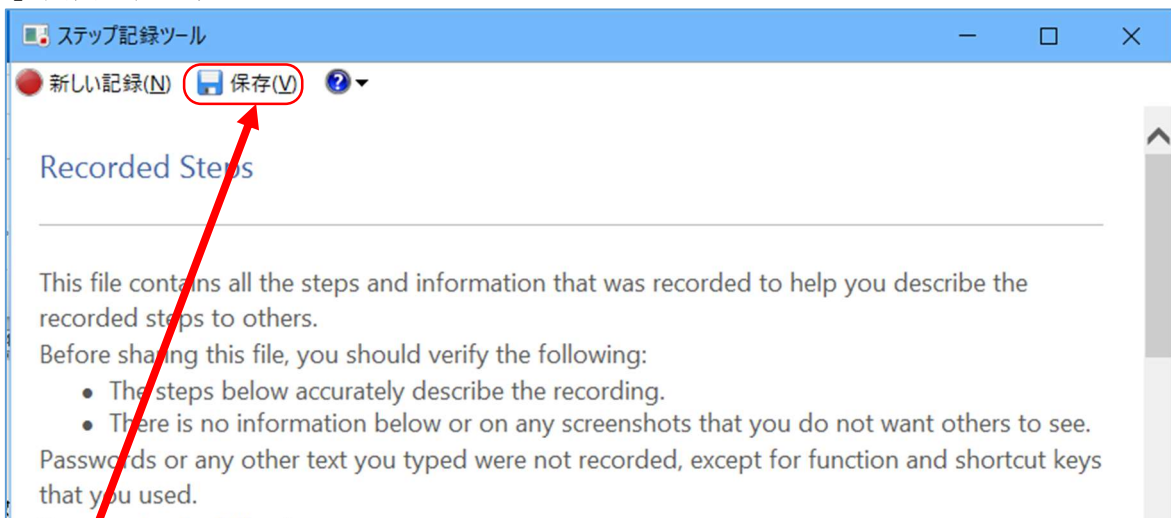 ステップ記録ツール
新しい記録(N) 保存(V)
Recorded Steps
This file contains all the steps and information that was recorded to help you describe the
recorded steps to others.
Before sharing this file, you should verify the following:
• The steps below accurately describe the recording.
• There is no information below or on any screenshots that you do not want others to see.
Passwords or any other text you typed were not recorded, except for function and shortcut keys
that you used.